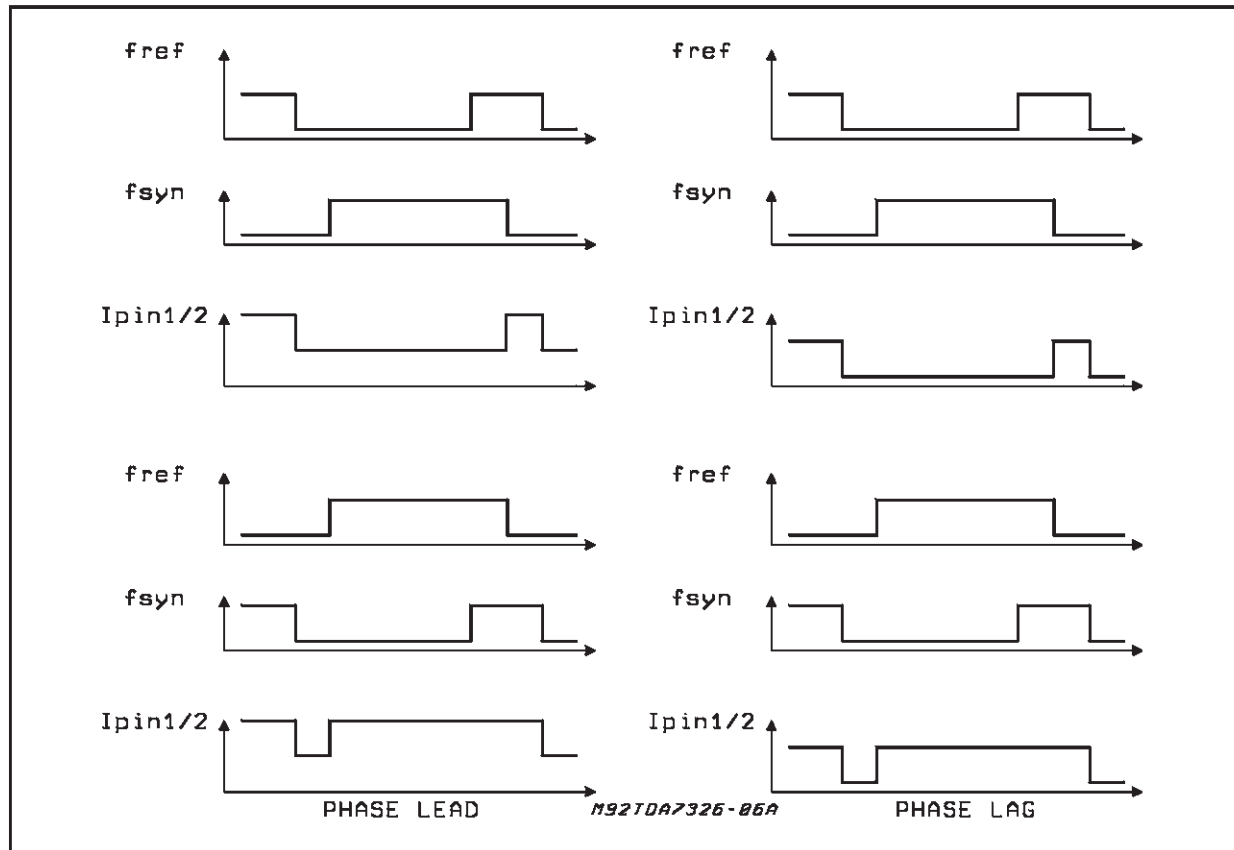 fref
fref
fsyn
fsyn
Ipin1/2
Ipin1/2
fref
fref
fsyn
fsyn
Ipin1/2
Ipin1/2
PHASE LEAD
M92TDA7326-06A
PHASE LAG